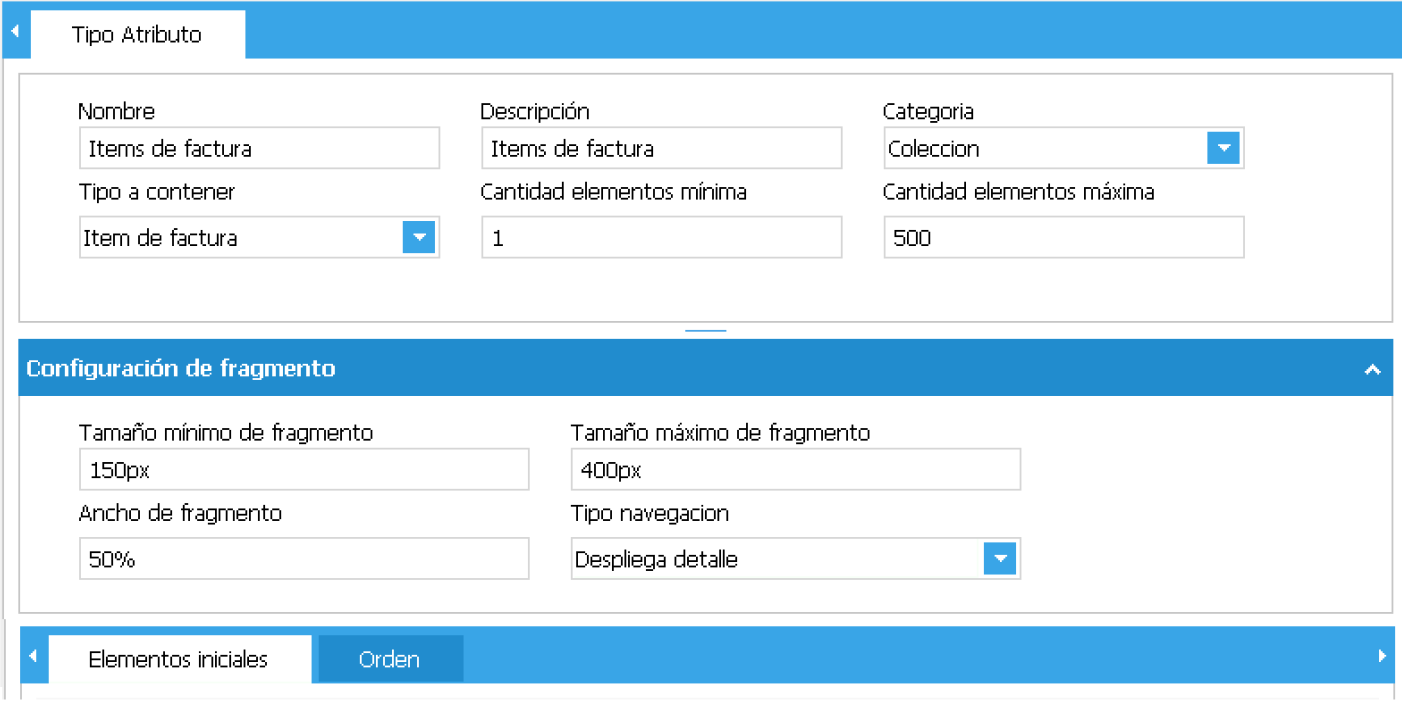 Tipo Atributo
Nombre Descripción Categoria
Items de factura Items de factura Coleccion
Tipo a contener Cantidad elementos mínima Cantidad elementos máxima
Item de factura 1 500
Configuración de fragmento
Tamaño mínimo de fragmento Tamaño máximo de fragmento
150px 400px
Ancho de fragmento Tipo navegacion
50% Despliega detalle
Elementos iniciales Orden